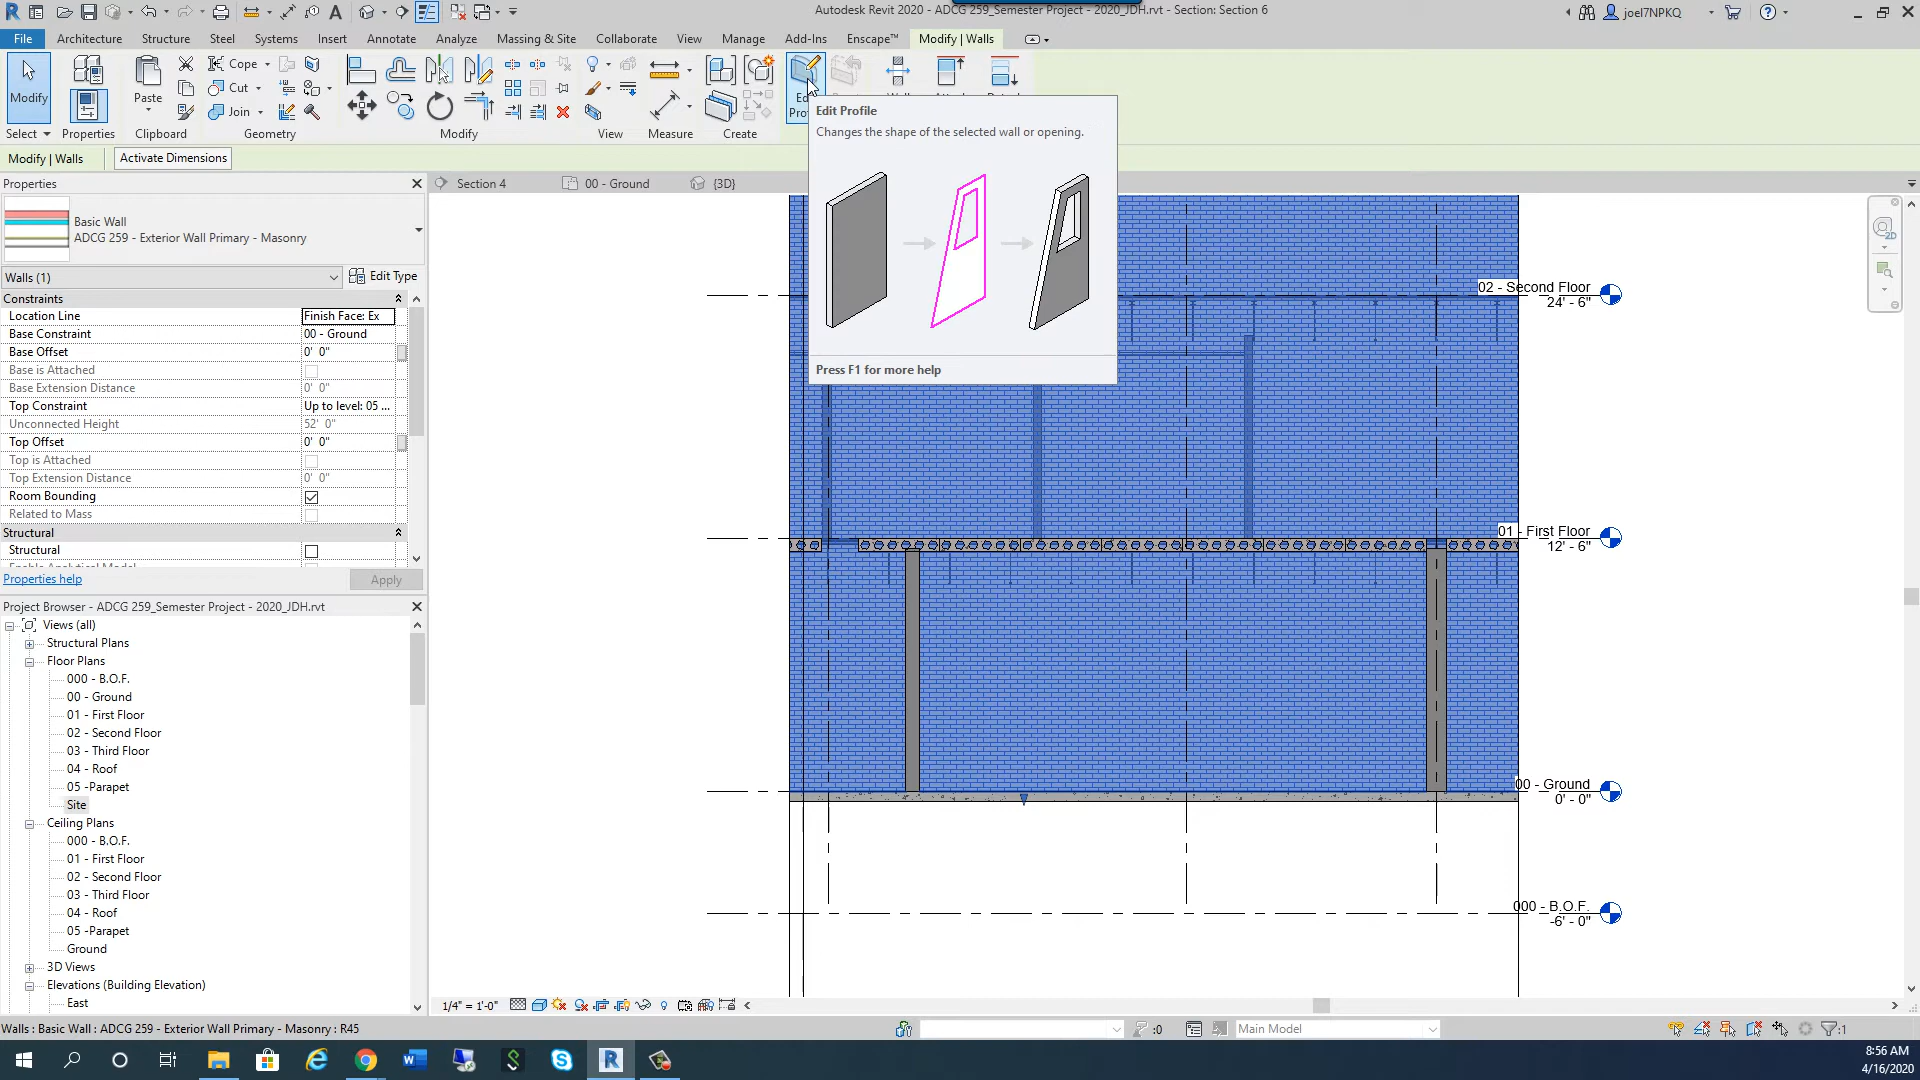 Autodesk Revit 2020 - ADCG 259_Semester Project - 2020_JDH.rvt - Section: Section 6
joel7NPKQ
File
Architecture
Structure
Steel
Systems
Insert
Annotate
Analyze
Massing & Site
Collaborate
View
Manage
Add-Ins
Enscape™
Modify | Walls
Modify
Paste
Cope
Cut
Join
Select
Properties
Clipboard
Geometry
Modify
View
Measure
Create
Edit Profile
Changes the shape of the selected wall or opening.
Press F1 for more help
Modify | Walls
Activate Dimensions
Properties
Section 4
00 - Ground
{3D}
Basic Wall
ADCG 259 - Exterior Wall Primary - Masonry
Walls (1)
Edit Type
Constraints
Location Line
Finish Face: Ex
Base Constraint
00 - Ground
Base Offset
0' 0"
Base is Attached
Base Extension Distance
0' 0"
Top Constraint
Up to level: 05 ...
Unconnected Height
52' 0"
Top Offset
0' 0"
Top is Attached
Top Extension Distance
0' 0"
Room Bounding
Related to Mass
Structural
Structural
Properties help
Apply
02 - Second Floor
24' - 6"
01 - First Floor
12' - 6"
00 - Ground
0' - 0"
000 - B.O.F.
-6' - 0"
Project Browser - ADCG 259_Semester Project - 2020_JDH.rvt
Views (all)
Structural Plans
Floor Plans
000 - B.O.F.
00 - Ground
01 - First Floor
02 - Second Floor
03 - Third Floor
04 - Roof
05 -Parapet
Site
Ceiling Plans
000 - B.O.F.
01 - First Floor
02 - Second Floor
03 - Third Floor
04 - Roof
05 -Parapet
Ground
3D Views
Elevations (Building Elevation)
East
1/4" = 1'-0"
Walls : Basic Wall : ADCG 259 - Exterior Wall Primary - Masonry : R45
:0
Main Model
:1
8:56 AM
4/16/2020